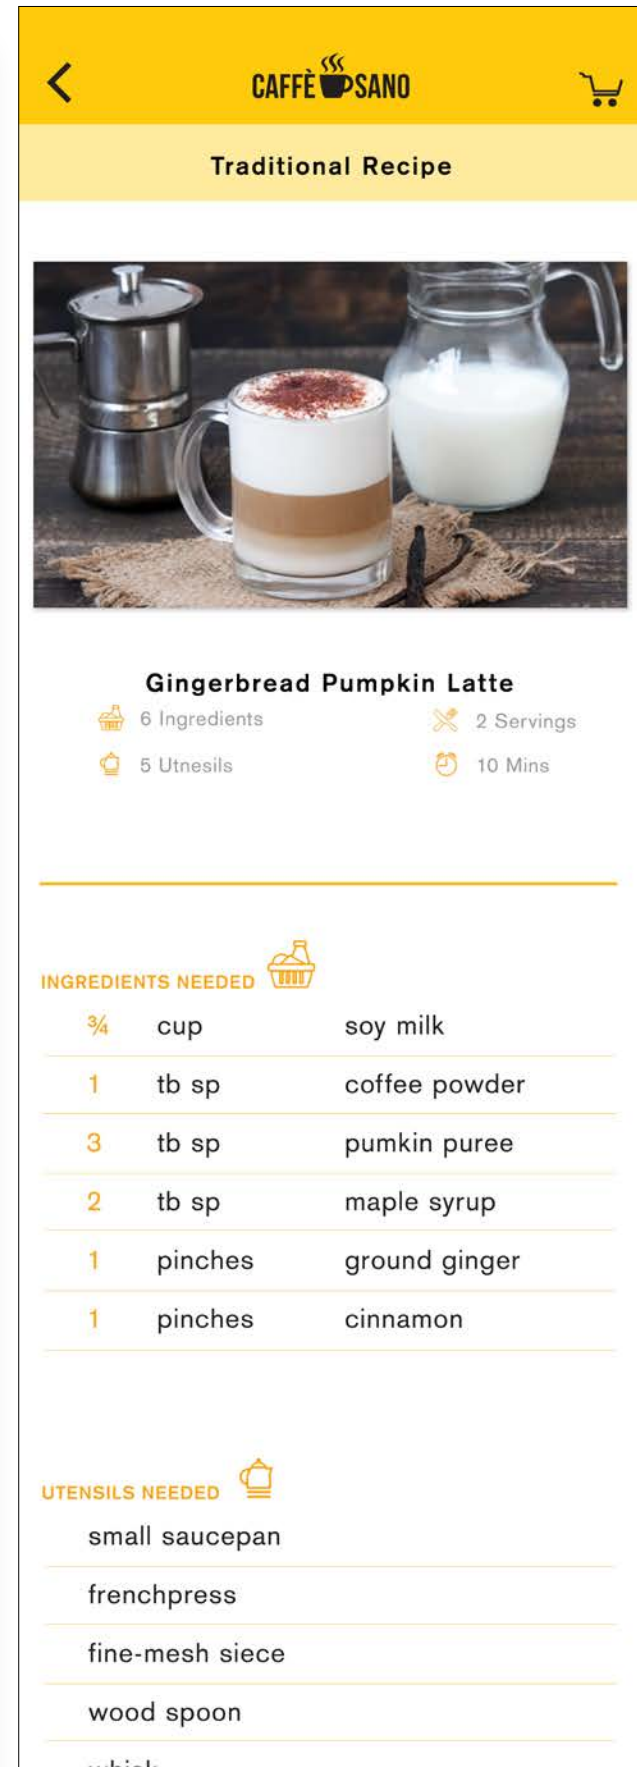 CAFFÈ SANO
Traditional Recipe
Gingerbread Pumpkin Latte
6 Ingredients 2 Servings
5 Utnesils 10 Mins
INGREDIENTS NEEDED
¾ cup soy milk
1 tb sp coffee powder
3 tb sp pumkin puree
2 tb sp maple syrup
1 pinches ground ginger
1 pinches cinnamon
UTENSILS NEEDED
small saucepan
frenchpress
fine-mesh siece
wood spoon